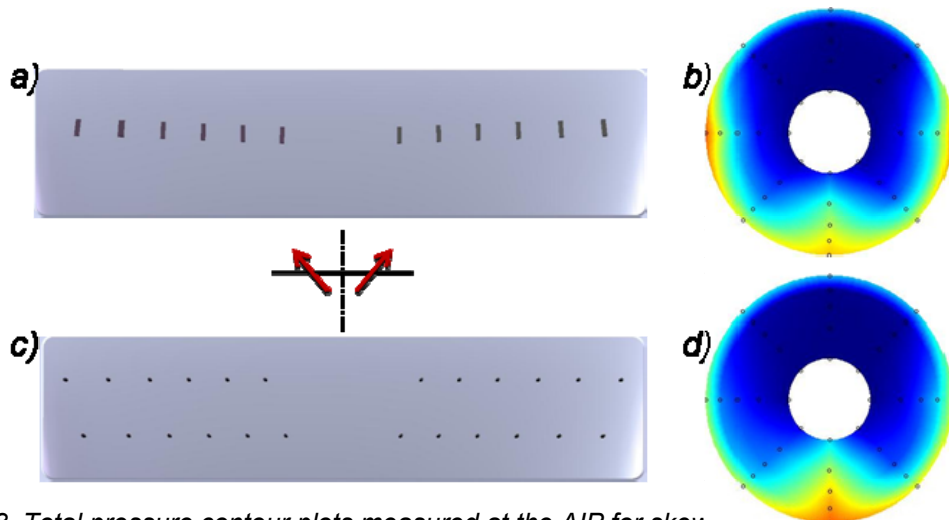 a)
b)
c)
d)
Total pressure contour plots measured at the AIP for skew